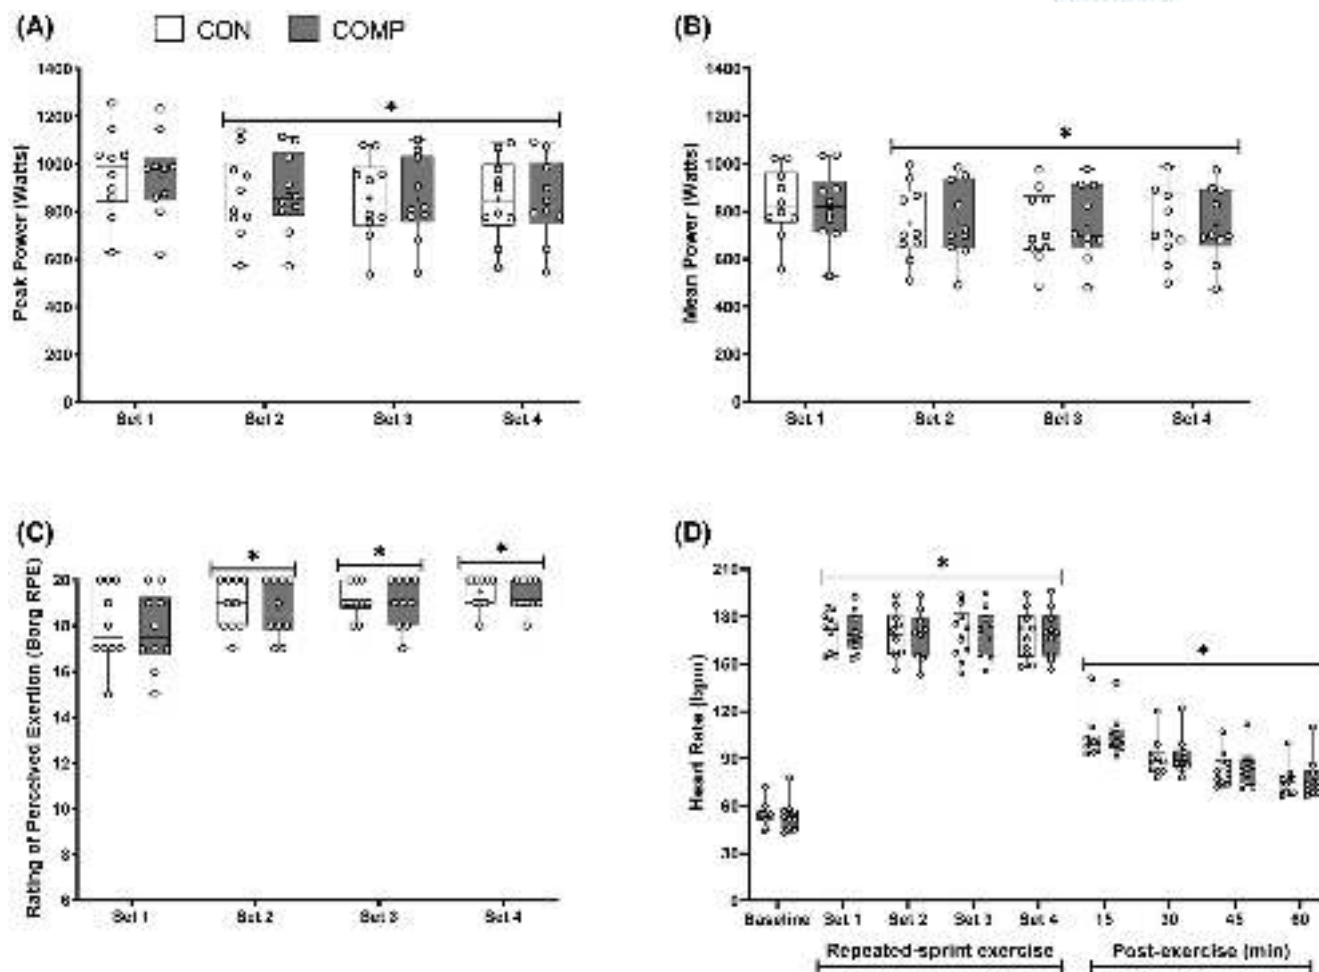 (A)
CON COMP
1400
1200
1000
800
600
400
200
0
Peak Power (Watts)
*
Set 1 Set 2 Set 3 Set 4
(B)
1400
1200
1000
800
600
400
200
0
Mean Power (Watts)
*
Set 1 Set 2 Set 3 Set 4
(C)
20
18
16
14
12
10
8
6
Rating of Perceived Exertion (Borg RPE)
* * *
Set 1 Set 2 Set 3 Set 4
(D)
210
180
150
120
90
60
30
0
Heart Rate (bpm)
* *
Baseline Set 1 Set 2 Set 3 Set 4 15 30 45 60
Repeated-sprint exercise Post-exercise (min)